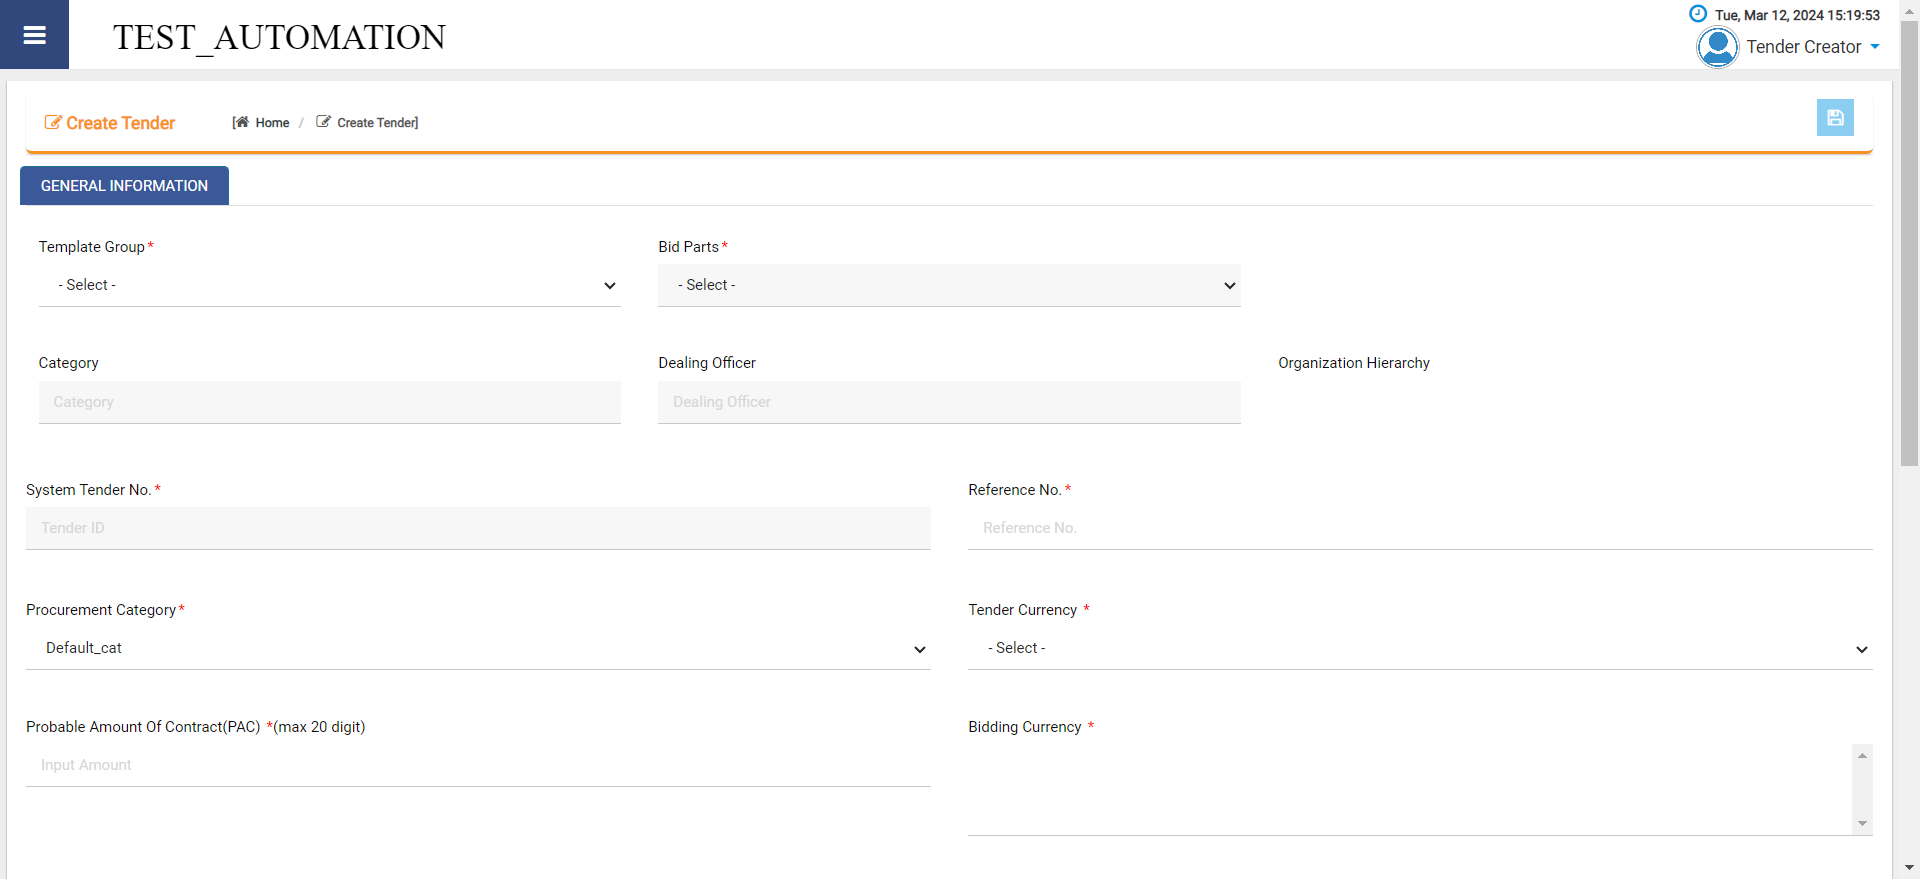 TEST_AUTOMATION
Tue, Mar 12, 2024 15:19:53
Tender Creator
Create Tender
[Home / Create Tender]
GENERAL INFORMATION
Template Group*
Bid Parts*
- Select -
- Select -
Category
Dealing Officer
Organization Hierarchy
Category
Dealing Officer
System Tender No.*
Reference No.*
Tender ID
Reference No.
Procurement Category*
Tender Currency *
Default_cat
- Select -
Probable Amount Of Contract(PAC) *(max 20 digit)
Bidding Currency *
Input Amount